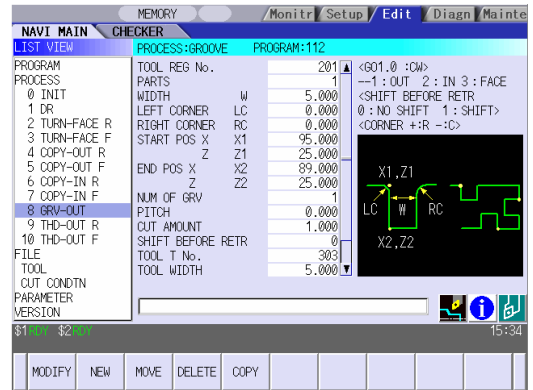 MEMORY Monitr Setup Edit Diagn Mainte
NAVI MAIN CHECKER
LIST VIEW PROCESS:GROOVE PROGRAM:112
PROGRAM
PROCESS
0 INIT
1 DR
2 TURN-FACE R
3 TURN-FACE F
4 COPY-OUT R
5 COPY-OUT F
6 COPY-IN R
7 COPY-IN F
8 GRV-OUT
9 THD-OUT R
10 THD-OUT F
FILE
TOOL
CUT CONDTN
PARAMETER
VERSION
TOOL REG No. 201
PARTS 1
WIDTH W 5.000
LEFT CORNER LC 0.000
RIGHT CORNER RC 0.000
START POS X X1 95.000
Z Z1 25.000
END POS X X2 89.000
Z Z2 25.000
NUM OF GRV 1
PITCH 0.000
CUT AMOUNT 1.000
SHIFT BEFORE RETR 0
TOOL T No. 303
TOOL WIDTH 5.000
<GO1.0 :CW>
--1:OUT 2:IN 3:FACE
<SHIFT BEFORE RETR
0:NO SHIFT 1:SHIFT>
<CORNER +:R -:C>
X1,Z1
LC W RC
X2,Z2
$1 RDY $2 RDY 15:34
MODIFY NEW MOVE DELETE COPY